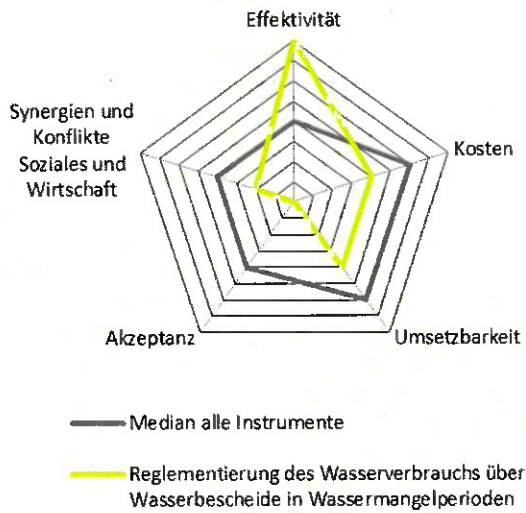 Effektivität
Synergien und
Konflikte
Soziales und
Wirtschaft
Kosten
Akzeptanz
Umsetzbarkeit
Median alle Instrumente
Reglementierung des Wasserverbrauchs über
Wasserbescheide in Wassermangelperioden